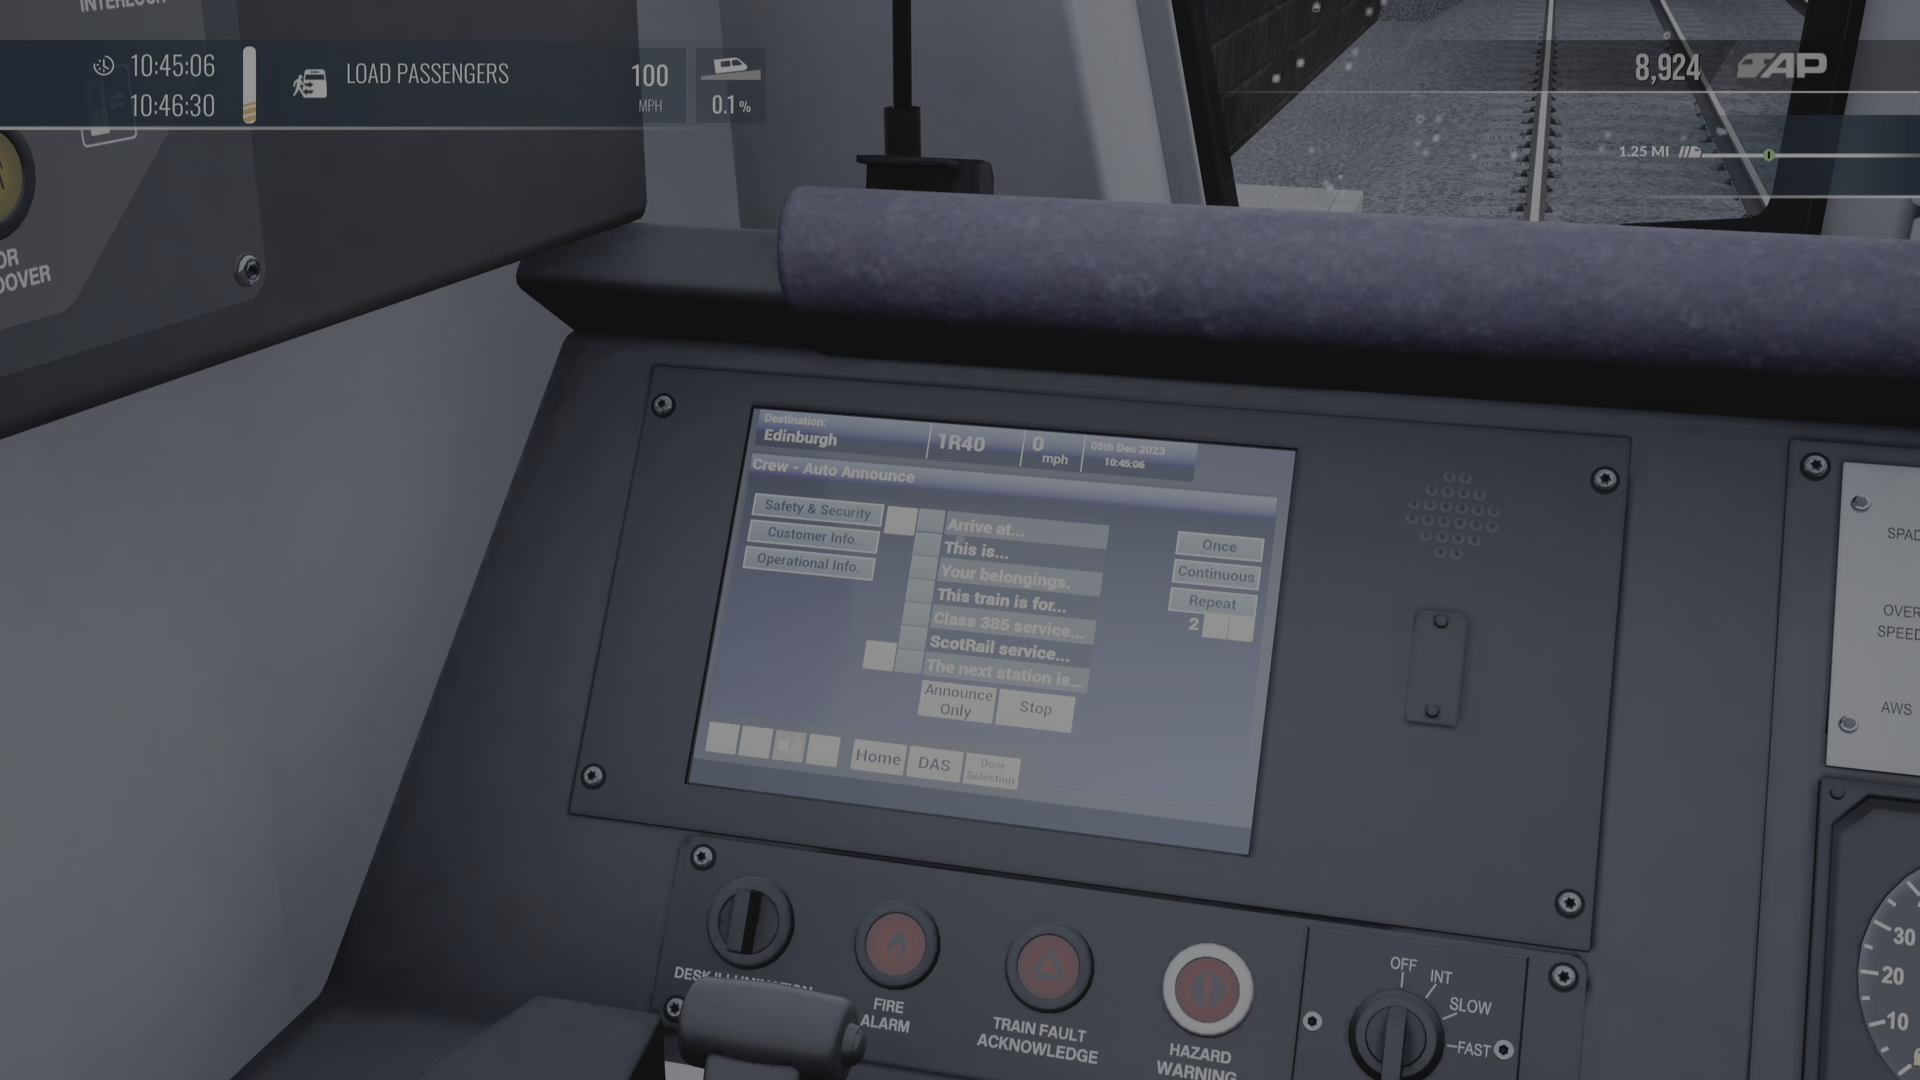 INTERLOCK
10:45:06
10:46:30
LOAD PASSENGERS
100
MPH
0.1 %
8,924
1.25 MI
Destination:
Edinburgh
1R40
0
mph
05th Dec 2023
10:45:06
Crew - Auto Announce
Safety & Security
Customer Info.
Operational Info.
Arrive at...
This is...
Your belongings.
This train is for...
Class 385 service...
ScotRail service...
The next station is...
Once
Continuous
Repeat
2
Announce
Only
Stop
Home
DAS
Door
Selection
SPAD
OVER
SPEED
AWS
FIRE
ALARM
TRAIN FAULT
ACKNOWLEDGE
HAZARD
WARNING
OFF
INT
SLOW
FAST
30
20
10